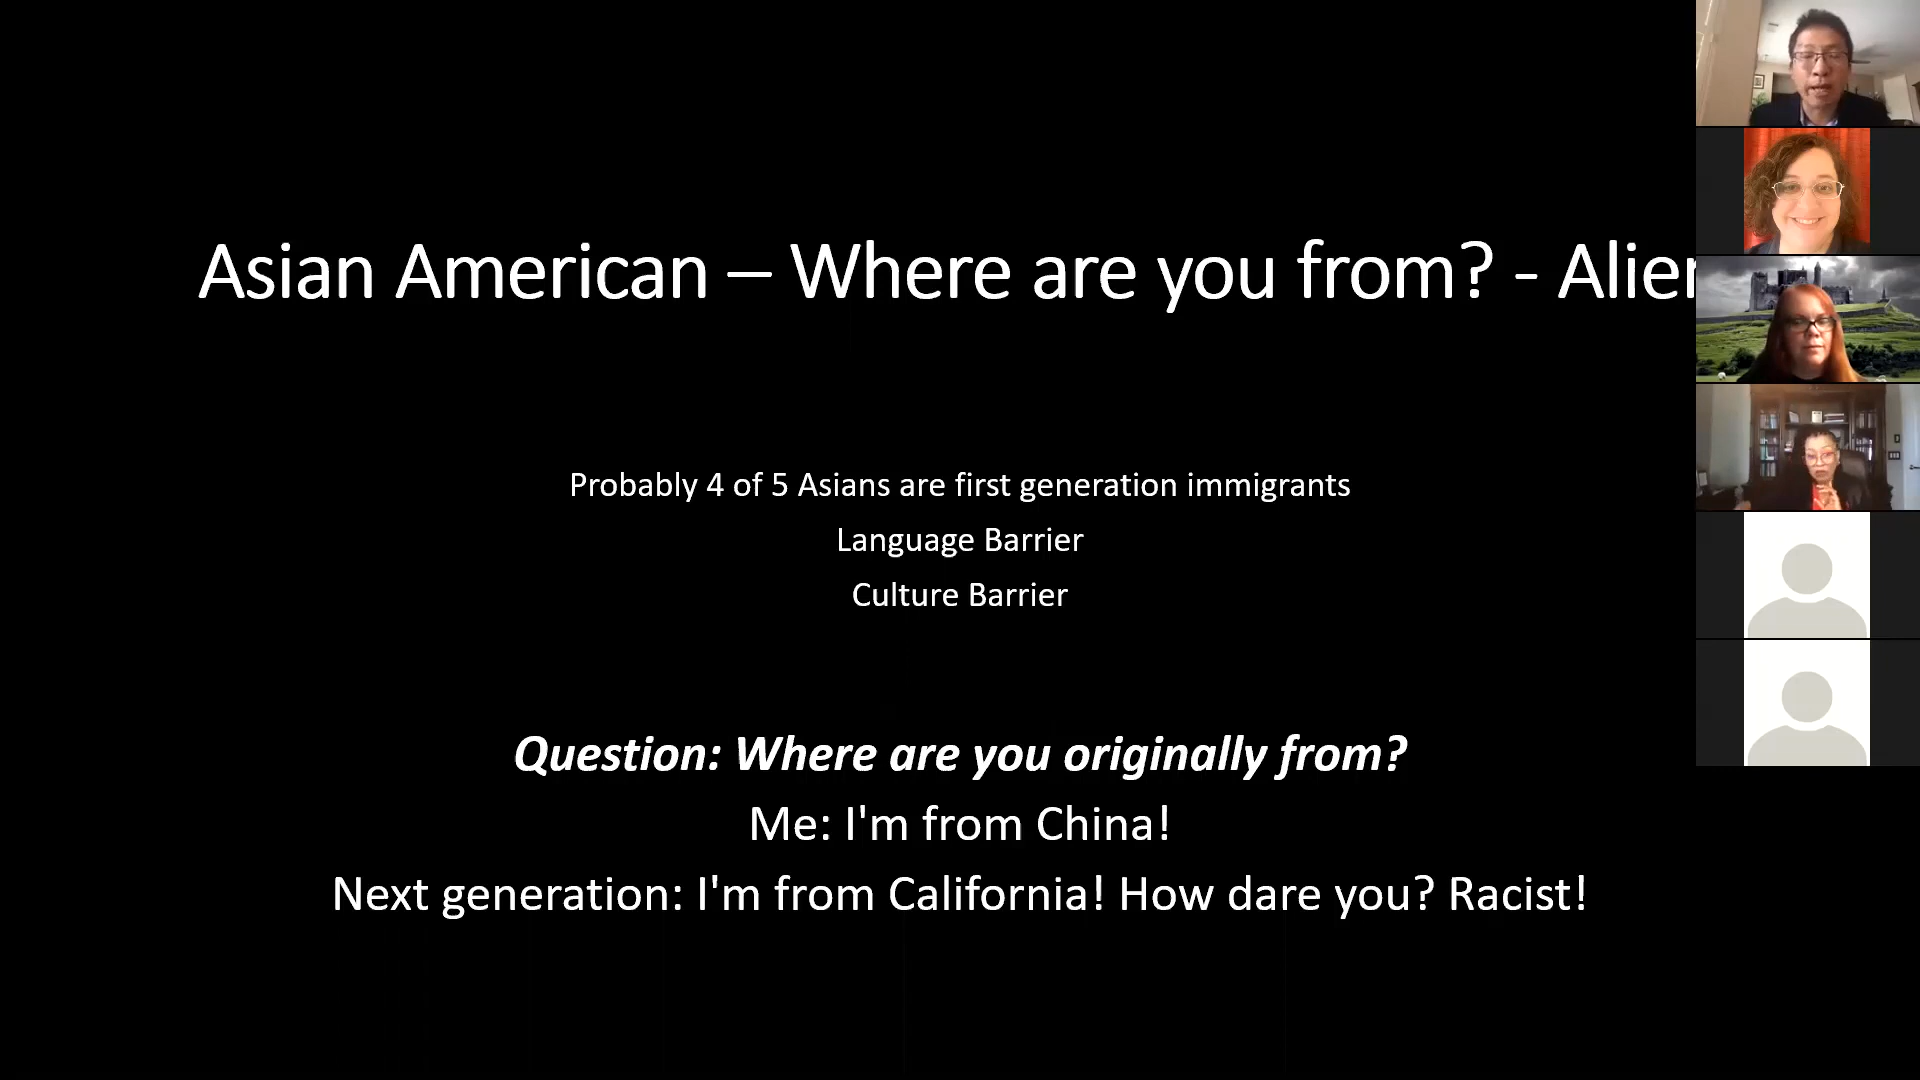 Asian American – Where are you from? - Alien
Probably 4 of 5 Asians are first generation immigrants
Language Barrier
Culture Barrier
Question: Where are you originally from?
Me: I'm from China!
Next generation: I'm from California! How dare you? Racist!